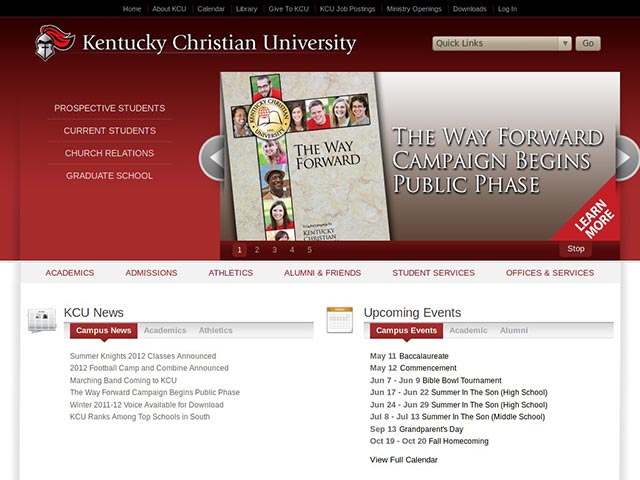 Home About KCU Calendar Library Give To KCU KCU Job Postings Ministry Openings Downloads Log In
Kentucky Christian University
Quick Links
Go
PROSPECTIVE STUDENTS
CURRENT STUDENTS
CHURCH RELATIONS
GRADUATE SCHOOL
KENTUCKY CHRISTIAN
UNIVERSITY
THE WAY
FORWARD
KENTUCKY
CHRISTIAN
THE WAY FORWARD
CAMPAIGN BEGINS
PUBLIC PHASE
LEARN
MORE
1 2 3 4 5
Stop
ACADEMICS ADMISSIONS ATHLETICS ALUMNI & FRIENDS STUDENT SERVICES OFFICES & SERVICES
KCU News
Campus News Academics Athletics
Summer Knights 2012 Classes Announced
2012 Football Camp and Combine Announced
Marching Band Coming to KCU
The Way Forward Campaign Begins Public Phase
Winter 2011-12 Voice Available for Download
KCU Ranks Among Top Schools in South
Upcoming Events
Campus Events Academic Alumni
May 11 Baccalaureate
May 12 Commencement
Jun 7 - Jun 9 Bible Bowl Tournament
Jun 17 - Jun 22 Summer In The Son (High School)
Jun 24 - Jun 29 Summer In The Son (High School)
Jul 8 - Jul 13 Summer In The Son (Middle School)
Sep 13 Grandparent's Day
Oct 19 - Oct 20 Fall Homecoming
View Full Calendar